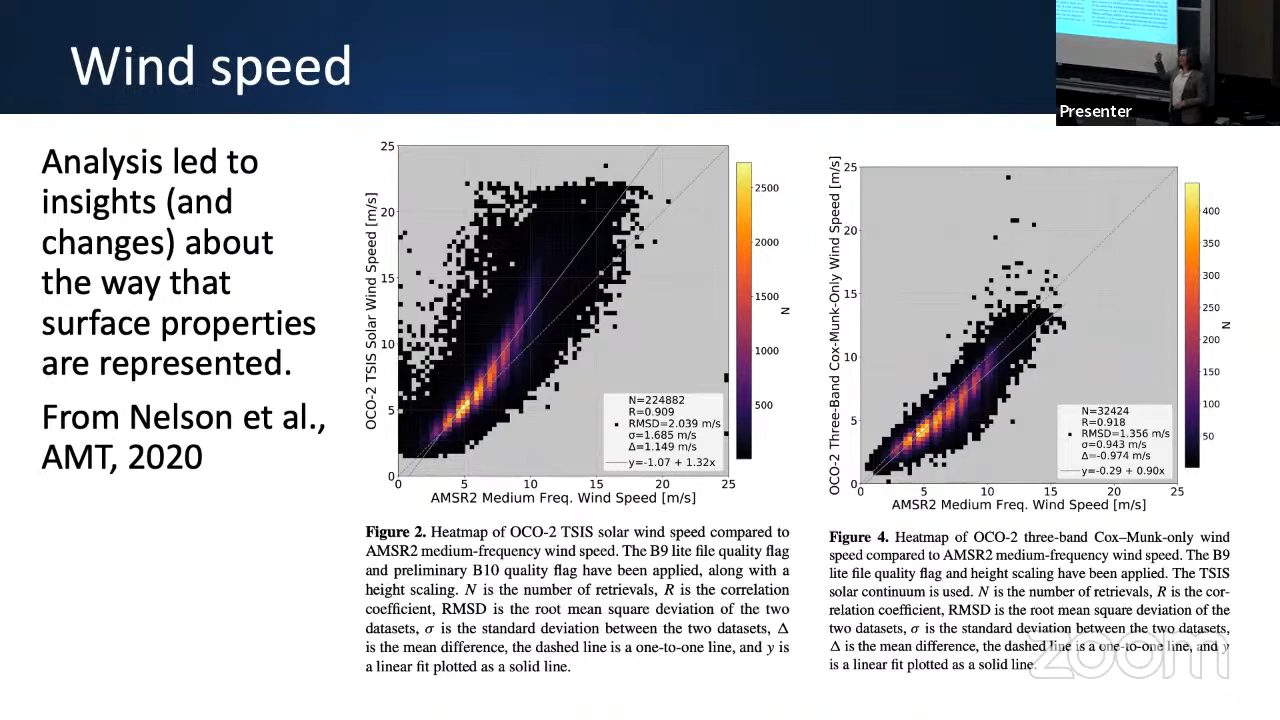 Wind speed
Presenter
Analysis led to
insights (and
changes) about
the way that
surface properties
are represented.
From Nelson et al.,
AMT, 2020
OCO-2 TSIS Solar Wind Speed [m/s]
25
20
15
10
5
0
0 5 10 15 20 25
AMSR2 Medium Freq. Wind Speed [m/s]
N=224882
R=0.909
RMSD=2.039 m/s
σ=1.685 m/s
Δ=1.149 m/s
y=-1.07 + 1.32x
2500
2000
1500
1000
500
N
Figure 2. Heatmap of OCO-2 TSIS solar wind speed compared to
AMSR2 medium-frequency wind speed. The B9 lite file quality flag
and preliminary B10 quality flag have been applied, along with a
height scaling. N is the number of retrievals, R is the correlation
coefficient, RMSD is the root mean square deviation of the two
datasets, σ is the standard deviation between the two datasets, Δ
is the mean difference, the dashed line is a one-to-one line, and y is
a linear fit plotted as a solid line.
OCO-2 Three-Band Cox-Munk-Only Wind Speed [m/s]
25
20
15
10
5
0
0 5 10 15 20 25
AMSR2 Medium Freq. Wind Speed [m/s]
N=32424
R=0.918
RMSD=1.356 m/s
σ=0.943 m/s
Δ=-0.974 m/s
y=-0.29 + 0.90x
400
350
300
250
200
150
100
50
N
Figure 4. Heatmap of OCO-2 three-band Cox–Munk-only wind
speed compared to AMSR2 medium-frequency wind speed. The B9
lite file quality flag and height scaling have been applied. The TSIS
solar continuum is used. N is the number of retrievals, R is the cor-
relation coefficient, RMSD is the root mean square deviation of the
two datasets, σ is the standard deviation between the two datasets,
Δ is the mean difference, the dashed line is a one-to-one line, and y
is a linear fit plotted as a solid line.
zoom